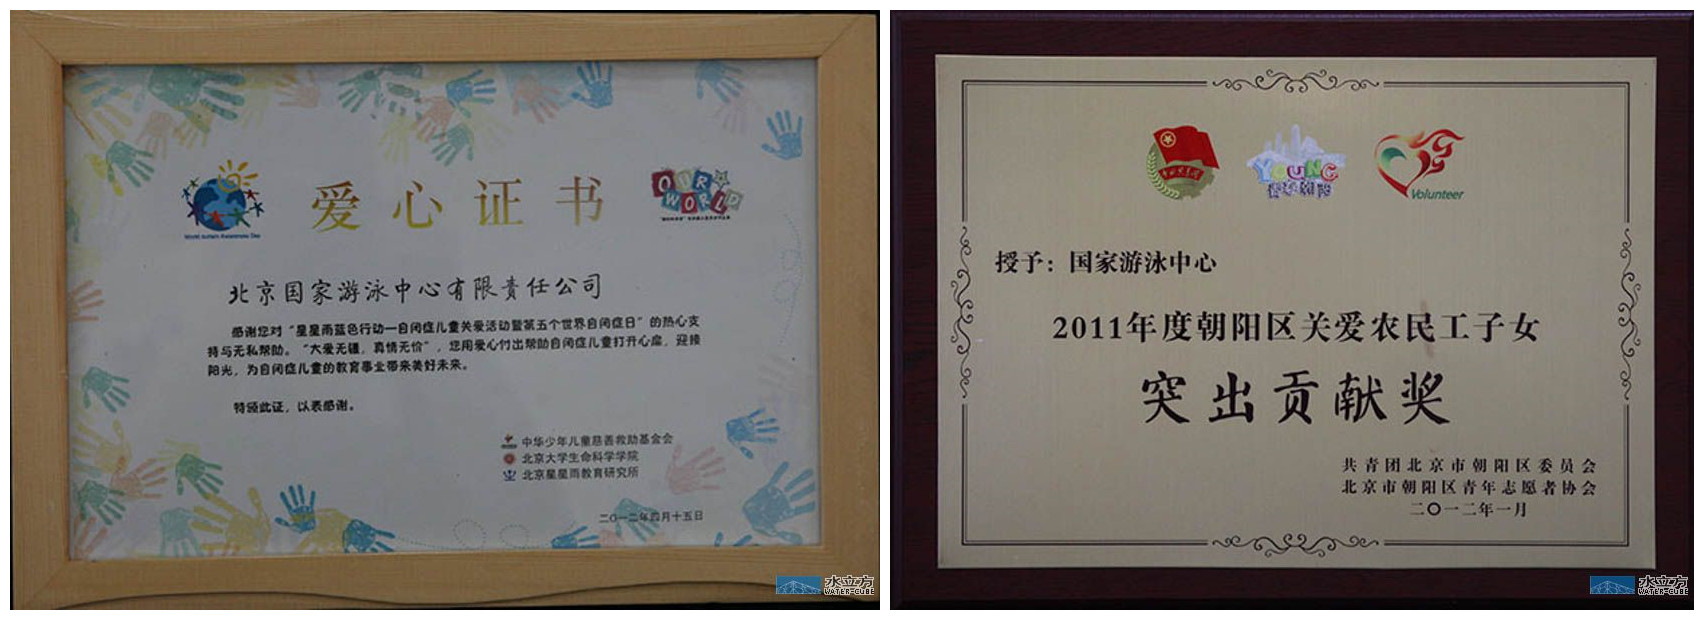 World Autism Awareness Day
爱心证书
OUR
WORLD
北京国家游泳中心有限责任公司
感谢您对“星星雨蓝色行动—自闭症儿童关爱活动暨第五个世界自闭症日”的热心支
持与无私帮助。“大爱无疆，真情无价”，您用爱心付出帮助自闭症儿童打开心扉，迎接
阳光，为自闭症儿童的教育事业带来美好未来。
特颁此证，以表感谢。
中华少年儿童慈善救助基金会
北京大学生命科学学院
北京星星雨教育研究所
二〇一二年四月十五日
水立方
WATER-CUBE
YOUNG
Volunteer
授予：国家游泳中心
2011年度朝阳区关爱农民工子女
突出贡献奖
共青团北京市朝阳区委员会
北京市朝阳区青年志愿者协会
二〇一二年一月
水立方
WATER-CUBE